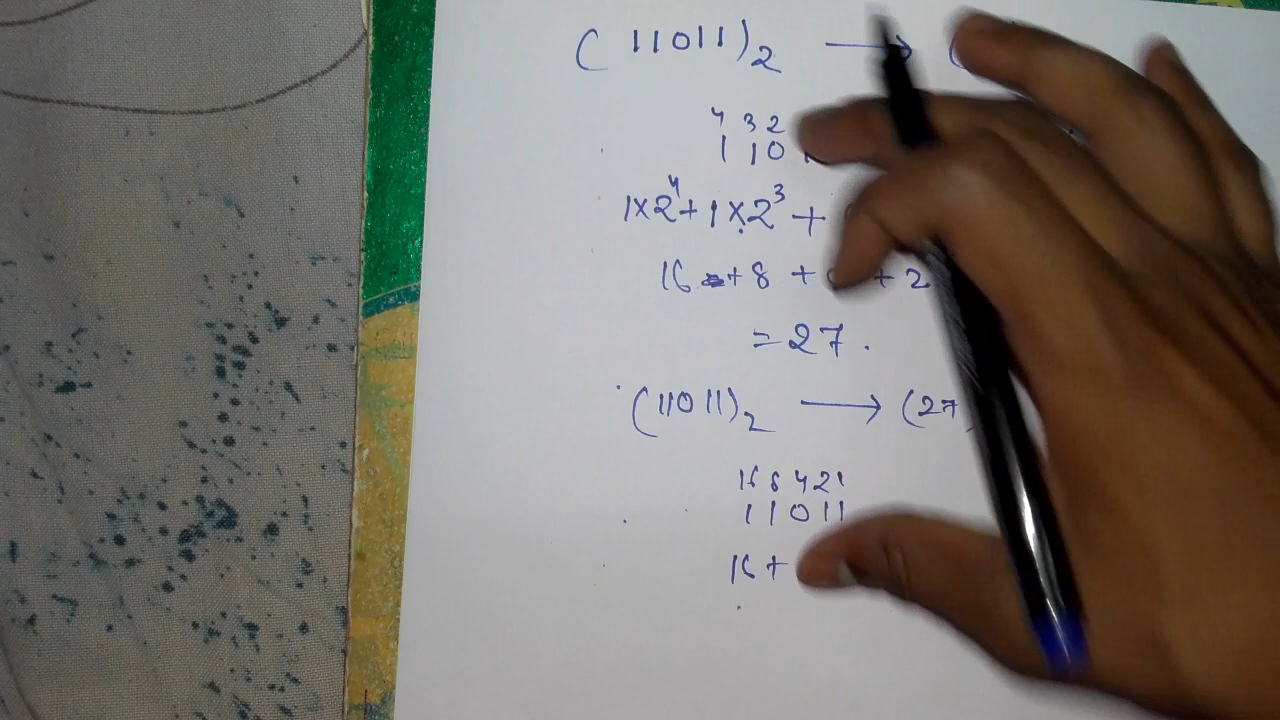 (11011)₂ → (
4 3 2
1 1 0 1
1×2⁴+1×2³+
16 + 8 + + 2
= 27.
(11011)₂ → (27
16 8 4 2 1
1 1 0 1 1
16+